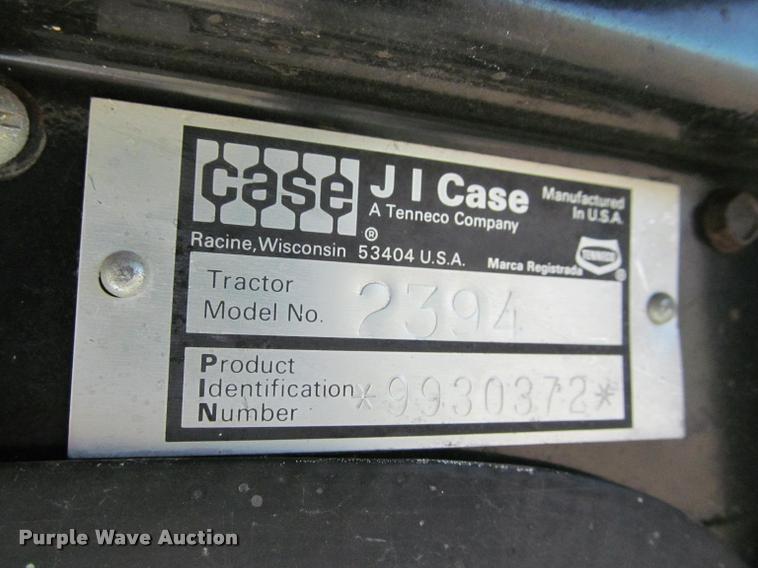 case
®
J I Case
A Tenneco Company
Manufactured
In U.S.A.
Racine, Wisconsin 53404 U.S.A.
Marca Registrada
TENNECO
®
Tractor
Model No. 2394
Product
Identification
Number
*9930372*
Purple Wave Auction